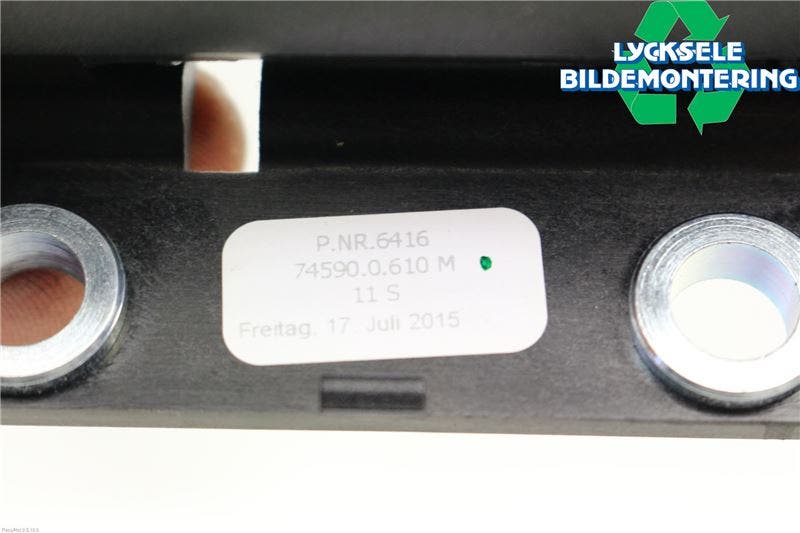 LYCKSELE
BILDEMONTERING
P.NR.6416
74590.0.610 M
11 S
Freitag, 17. Juli 2015